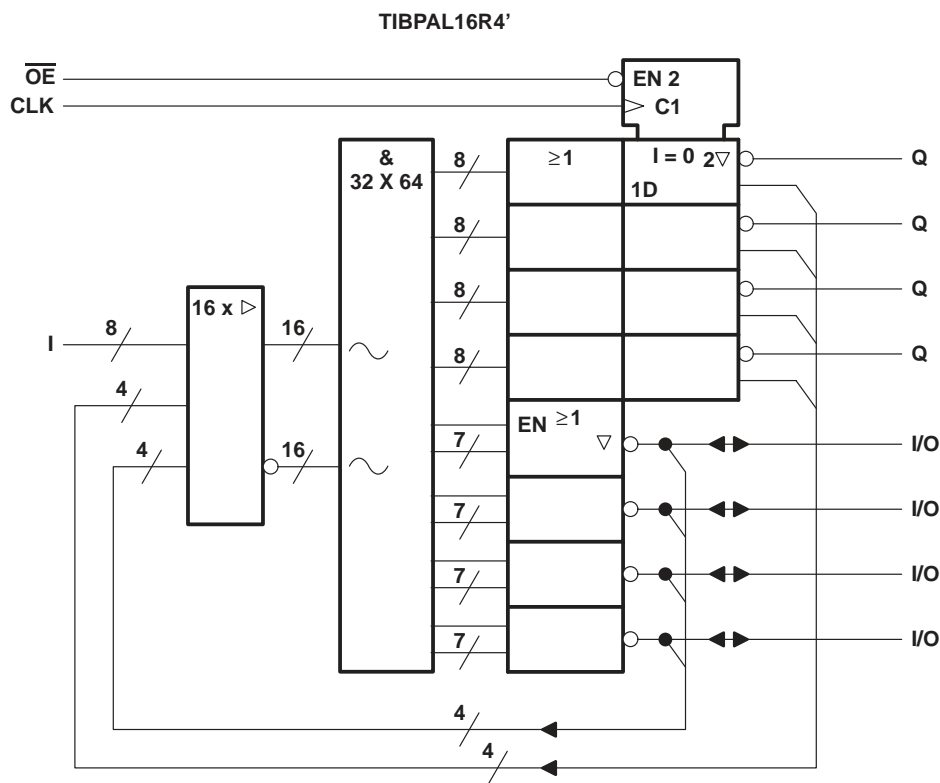 TIBPAL16R4'
OE
EN 2
CLK
C1
&
32 X 64
8
≥1
I = 0 2▽
1D
Q
8
Q
8
Q
16 x ▷
I
8
16
8
Q
4
EN ≥1
▽
7
I/O
4
16
7
I/O
7
I/O
7
I/O
4
4